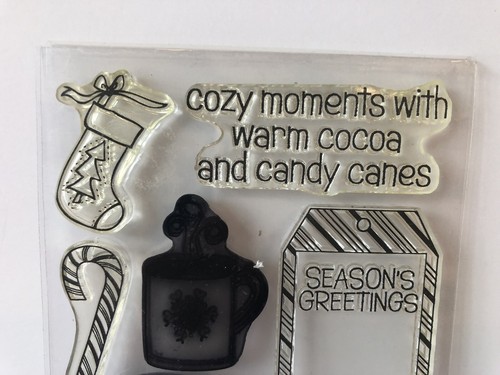 cozy moments with
warm cocoa
and candy canes
SEASON'S
GREETINGS